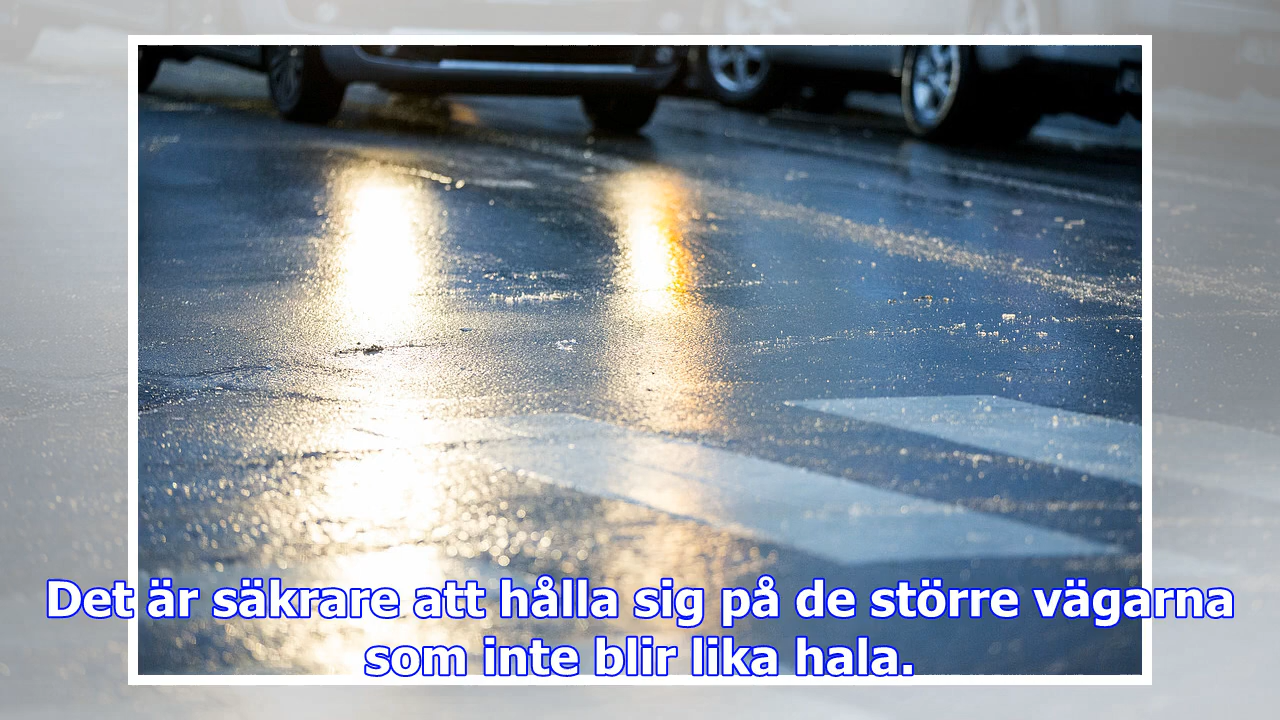 Det är säkrare att hålla sig på de större vägarna
som inte blir lika hala.